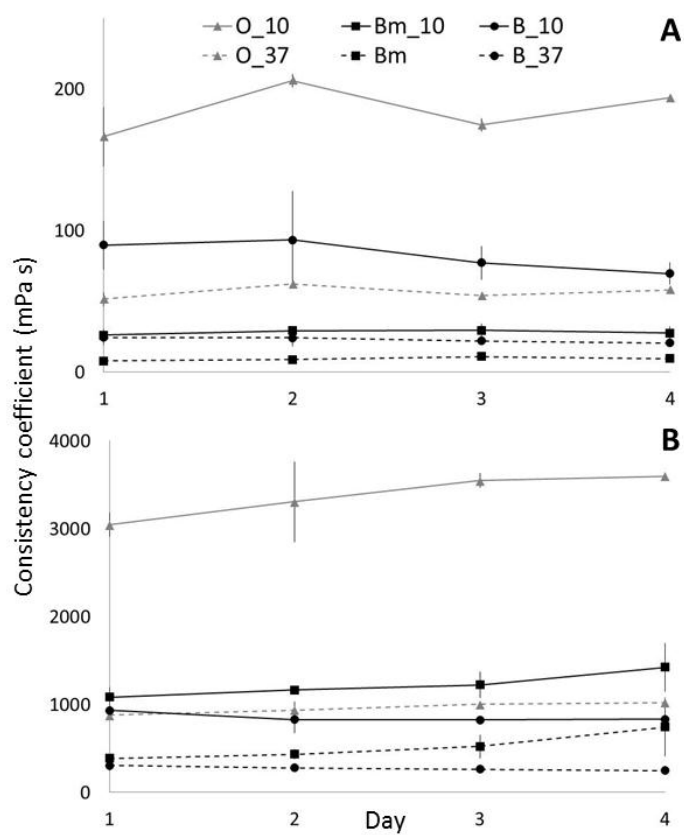 O_10 Bm_10 B_10 A
O_37 Bm B_37
200
100
0
1 2 3 4
Consistency coefficient (mPa s)
B
4000
3000
2000
1000
0
1 2 Day 3 4